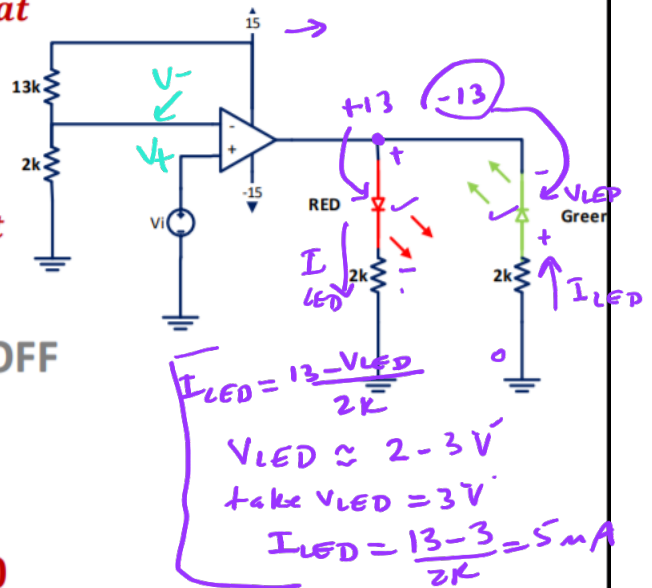 at
15
13k
V-
+13
-13
-
+
V+
2k
+
-
-15
RED
VLED
Green
Vi
+
I LED
2k
-
2k
I LED
OFF
0
ILED = 13-VLED / 2K
VLED ≃ 2-3V
take VLED = 3V
ILED = 13-3 / 2K = 5mA